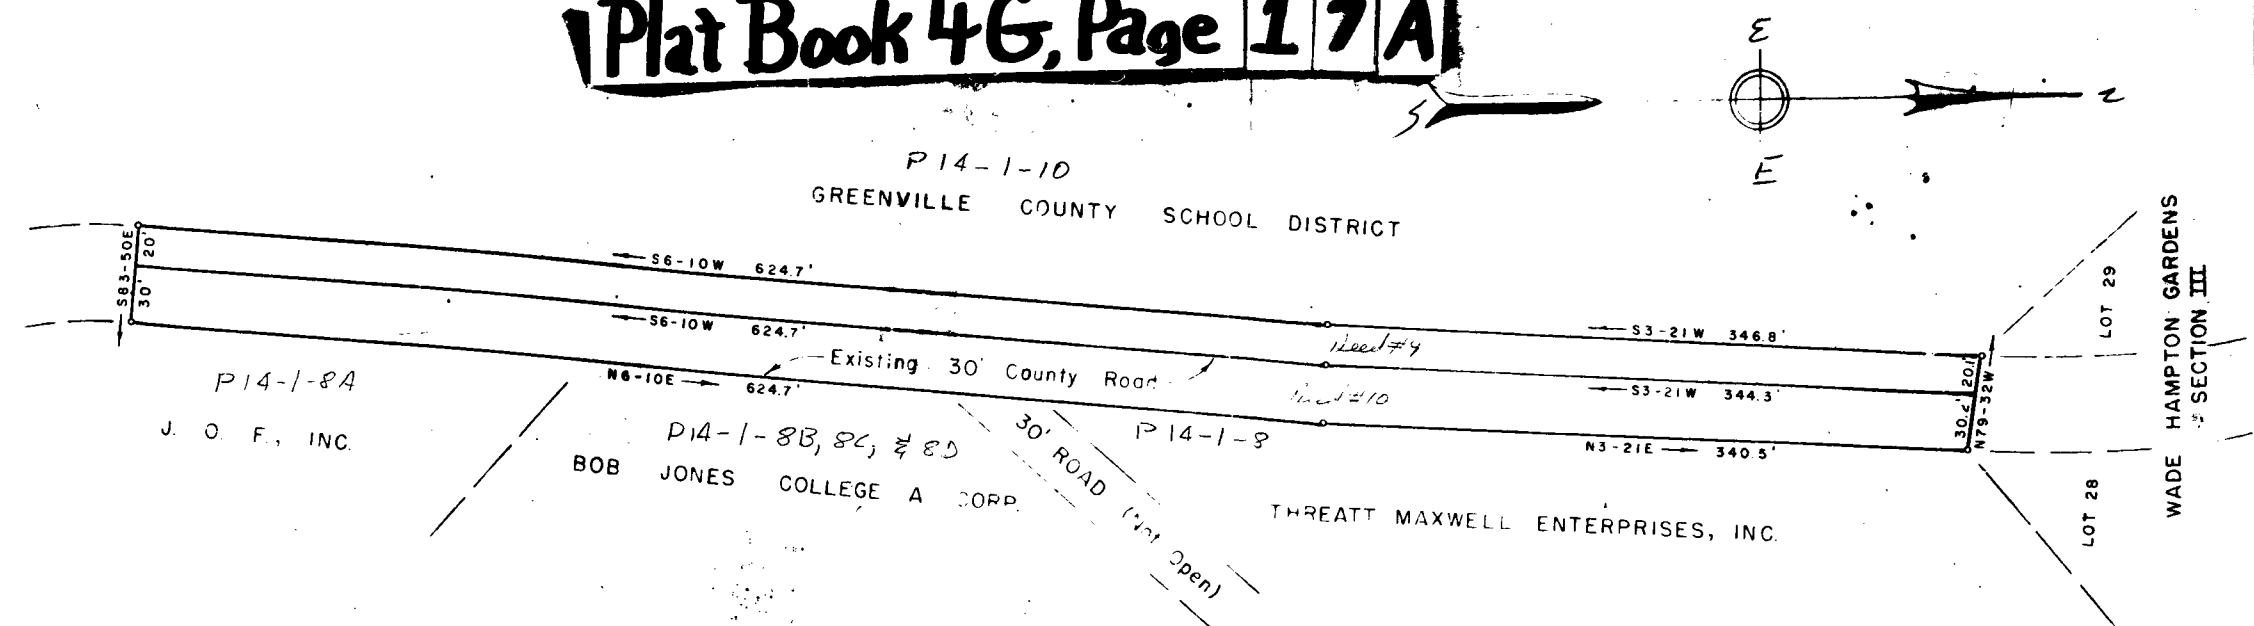 Plat Book 4G, Page 17A
E
S
Z
E
P14-1-10
GREENVILLE COUNTY SCHOOL DISTRICT
S83-50E
20'
30'
S6-10W 624.7'
S6-10W 624.7'
Existing 30' County Road
N6-10E 624.7'
Deed #9
#10
S3-21W 346.8'
S3-21W 344.3'
N3-21E 340.5'
20.1'
30.2'
N79-32W
LOT 29
LOT 28
WADE HAMPTON GARDENS
SECTION III
P14-1-8A
J. O. F., INC.
P14-1-8B, 8C, & 8D
BOB JONES COLLEGE A CORP.
30' ROAD (Not Open)
P14-1-8
THREATT MAXWELL ENTERPRISES, INC.